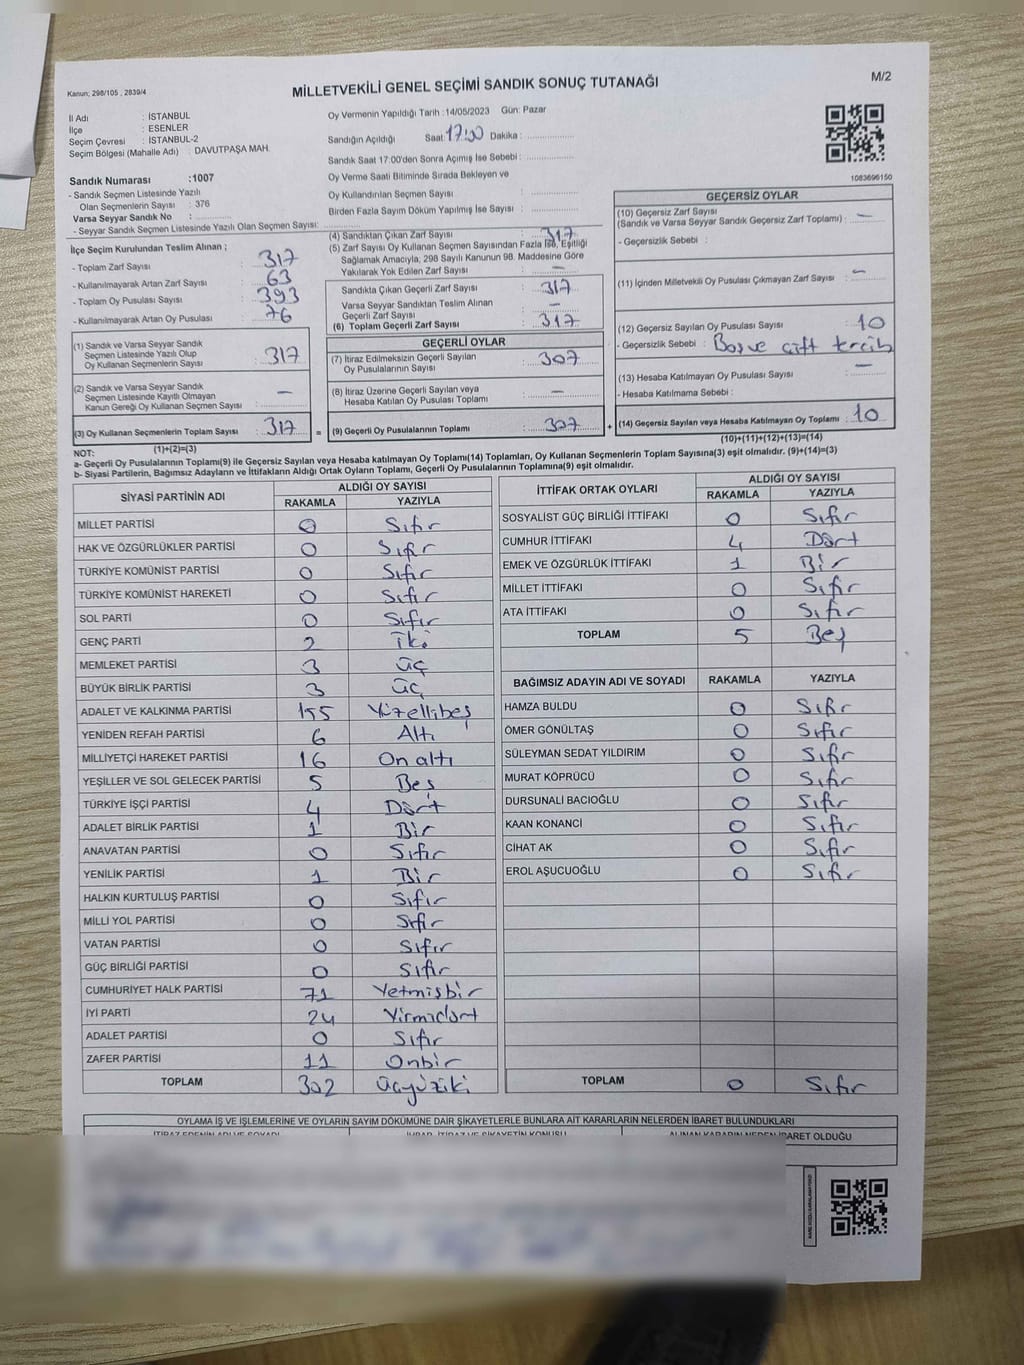 Kanun: 298/105 , 2839/4
MİLLETVEKİLİ GENEL SEÇİMİ SANDIK SONUÇ TUTANAĞI
M/2
İl Adı : İSTANBUL
İlçe : ESENLER
Seçim Çevresi : İSTANBUL-2
Seçim Bölgesi (Mahalle Adı) : DAVUTPAŞA MAH.
Sandık Numarası :1007
- Sandık Seçmen Listesinde Yazılı
Olan Seçmenlerin Sayısı : 376
Varsa Seyyar Sandık No :
- Seyyar Sandık Seçmen Listesinde Yazılı Olan Seçmen Sayısı:
Oy Vermenin Yapıldığı Tarih : 14/05/2023 Gün: Pazar
Sandığın Açıldığı Saat: 17:00 Dakika :
Sandık Saat 17:00'den Sonra Açımış İse Sebebi :
Oy Verme Saati Bitiminde Sırada Bekleyen ve
Oy Kullandırılan Seçmen Sayısı :
Birden Fazla Sayım Döküm Yapılmış İse Sayısı :
1083696150
İlçe Seçim Kurulundan Teslim Alınan ;
- Toplam Zarf Sayısı : 317
- Kullanılmayarak Artan Zarf Sayısı : 63
- Toplam Oy Pusulası Sayısı : 393
- Kullanılmayarak Artan Oy Pusulası : 76
(1) Sandık ve Varsa Seyyar Sandık
Seçmen Listesinde Yazılı Olup
Oy Kullanan Seçmenlerin Sayısı : 317
(2) Sandık ve Varsa Seyyar Sandık
Seçmen Listesinde Kayıtlı Olmayan
Kanun Gereği Oy Kullanan Seçmen Sayısı : —
(3) Oy Kullanan Seçmenlerin Toplam Sayısı : 317 =
(1)+(2)=(3)
(4) Sandıktan Çıkan Zarf Sayısı : 317
(5) Zarf Sayısı Oy Kullanan Seçmen Sayısından Fazla İse, Eşitliği
Sağlamak Amacıyla, 298 Sayılı Kanunun 98. Maddesine Göre
Yakılarak Yok Edilen Zarf Sayısı : —
Sandıkta Çıkan Geçerli Zarf Sayısı : 317
Varsa Seyyar Sandıktan Teslim Alınan
Geçerli Zarf Sayısı : —
(6) Toplam Geçerli Zarf Sayısı : 317
GEÇERLİ OYLAR
(7) İtiraz Edilmeksizin Geçerli Sayılan
Oy Pusulalarının Sayısı : 307
(8) İtiraz Üzerine Geçerli Sayılan veya
Hesaba Katılan Oy Pusulası Toplamı : —
(9) Geçerli Oy Pusulalarının Toplamı : 307 +
GEÇERSİZ OYLAR
(10) Geçersiz Zarf Sayısı
(Sandık ve Varsa Seyyar Sandık Geçersiz Zarf Toplamı) : —
- Geçersizlik Sebebi :
(11) İçinden Milletvekili Oy Pusulası Çıkmayan Zarf Sayısı : —
(12) Geçersiz Sayılan Oy Pusulası Sayısı : 10
- Geçersizlik Sebebi : Boş ve çift tercih
(13) Hesaba Katılmayan Oy Pusulası Sayısı : —
- Hesaba Katılmama Sebebi :
(14) Geçersiz Sayılan veya Hesaba Katılmayan Oy Toplamı : 10
(10)+(11)+(12)+(13)=(14)
NOT:
a- Geçerli Oy Pusulalarının Toplamı(9) ile Geçersiz Sayılan veya Hesaba katılmayan Oy Toplamı(14) Toplamları, Oy Kullanan Seçmenlerin Toplam Sayısına(3) eşit olmalıdır. (9)+(14)=(3)
b- Siyasi Partilerin, Bağımsız Adayların ve İttifakların Aldığı Ortak Oyların Toplamı, Geçerli Oy Pusulalarının Toplamına(9) eşit olmalıdır.
SİYASİ PARTİNİN ADI ALDIĞI OY SAYISI
RAKAMLA YAZIYLA
MİLLET PARTİSİ 0 Sıfır
HAK VE ÖZGÜRLÜKLER PARTİSİ 0 Sıfır
TÜRKİYE KOMÜNİST PARTİSİ 0 Sıfır
TÜRKİYE KOMÜNİST HAREKETİ 0 Sıfır
SOL PARTİ 0 Sıfır
GENÇ PARTİ 2 İki
MEMLEKET PARTİSİ 3 üç
BÜYÜK BİRLİK PARTİSİ 3 üç
ADALET VE KALKINMA PARTİSİ 155 Yüzellibeş
YENİDEN REFAH PARTİSİ 6 Altı
MİLLİYETÇİ HAREKET PARTİSİ 16 On altı
YEŞİLLER VE SOL GELECEK PARTİSİ 5 Beş
TÜRKİYE İŞÇİ PARTİSİ 4 Dört
ADALET BİRLİK PARTİSİ 1 Bir
ANAVATAN PARTİSİ 0 Sıfır
YENİLİK PARTİSİ 1 Bir
HALKIN KURTULUŞ PARTİSİ 0 Sıfır
MİLLİ YOL PARTİSİ 0 Sıfır
VATAN PARTİSİ 0 Sıfır
GÜÇ BİRLİĞİ PARTİSİ 0 Sıfır
CUMHURİYET HALK PARTİSİ 71 Yetmişbir
İYİ PARTİ 24 Yirmidört
ADALET PARTİSİ 0 Sıfır
ZAFER PARTİSİ 11 Onbir
TOPLAM 302 üçyüziki
İTTİFAK ORTAK OYLARI ALDIĞI OY SAYISI
RAKAMLA YAZIYLA
SOSYALİST GÜÇ BİRLİĞİ İTTİFAKI 0 Sıfır
CUMHUR İTTİFAKI 4 Dört
EMEK VE ÖZGÜRLÜK İTTİFAKI 1 Bir
MİLLET İTTİFAKI 0 Sıfır
ATA İTTİFAKI 0 Sıfır
TOPLAM 5 Beş
BAĞIMSIZ ADAYIN ADI VE SOYADI RAKAMLA YAZIYLA
HAMZA BULDU 0 Sıfır
ÖMER GÖNÜLTAŞ 0 Sıfır
SÜLEYMAN SEDAT YILDIRIM 0 Sıfır
MURAT KÖPRÜCÜ 0 Sıfır
DURSUNALİ BACIOĞLU 0 Sıfır
KAAN KONANCİ 0 Sıfır
CİHAT AK 0 Sıfır
EROL AŞUCUOĞLU 0 Sıfır
TOPLAM 0 Sıfır
OYLAMA İŞ VE İŞLEMLERİNE VE OYLARIN SAYIM DÖKÜMÜNE DAİR ŞİKAYETLERLE BUNLARA AİT KARARLARIN NELERDEN İBARET BULUNDUKLARI
ALINAN KARARIN NEDEN İBARET OLDUĞU